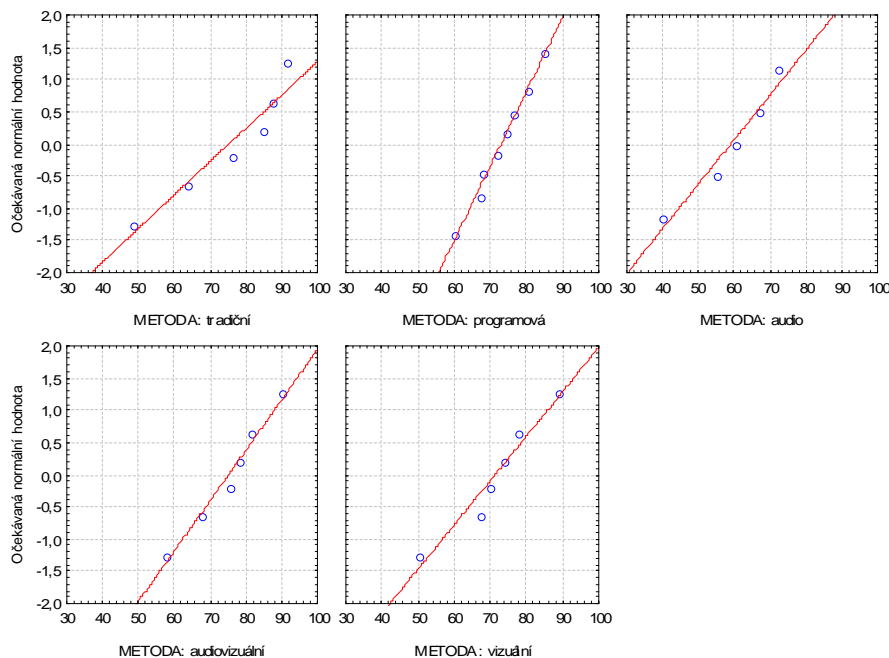 Očekávaná normální hodnota
2,0
1,5
1,0
0,5
0,0
-0,5
-1,0
-1,5
-2,0
30 40 50 60 70 80 90 100
METODA: tradiční
30 40 50 60 70 80 90 100
METODA: programová
30 40 50 60 70 80 90 100
METODA: audio
Očekávaná normální hodnota
2,0
1,5
1,0
0,5
0,0
-0,5
-1,0
-1,5
-2,0
30 40 50 60 70 80 90 100
METODA: audiovizuální
30 40 50 60 70 80 90 100
METODA: vizuální